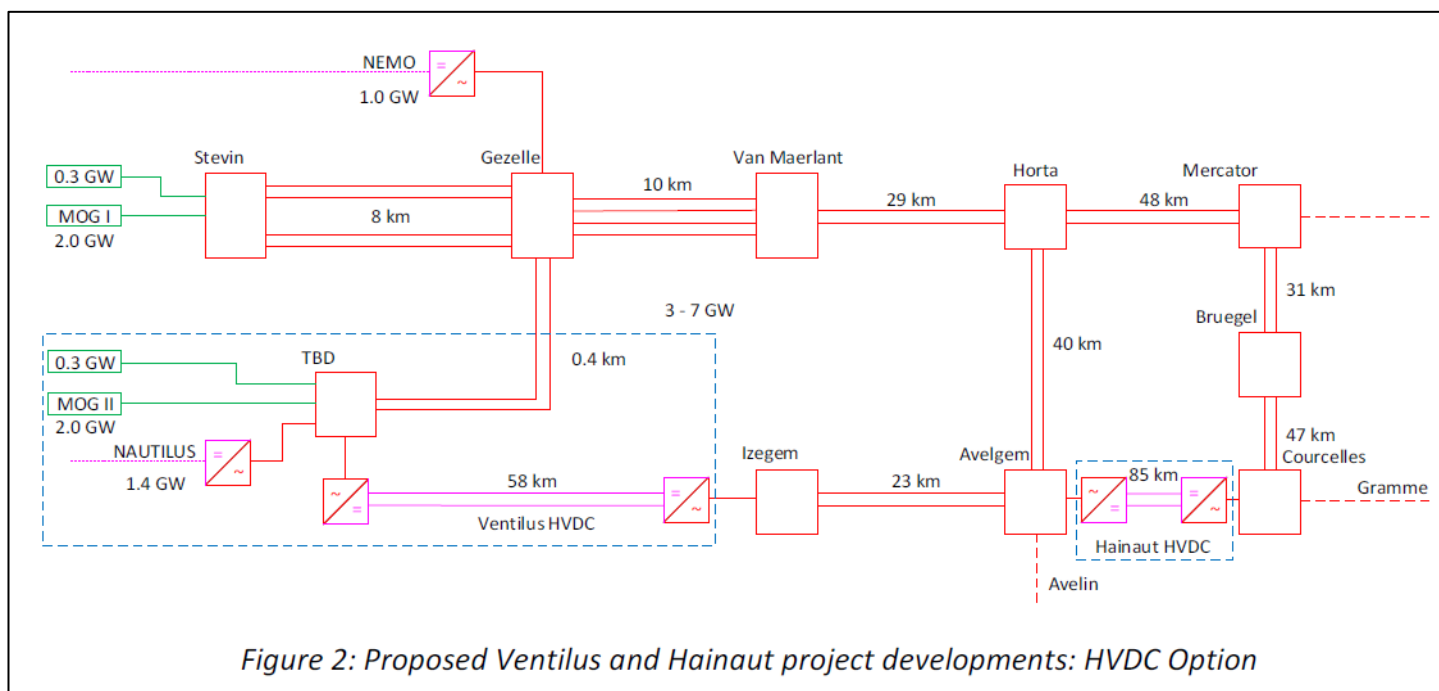 NEMO
=
~
1.0 GW
Stevin
Gezelle
Van Maerlant
Horta
Mercator
0.3 GW
MOG I
2.0 GW
8 km
10 km
29 km
48 km
31 km
3 - 7 GW
Bruegel
TBD
0.4 km
40 km
0.3 GW
MOG II
2.0 GW
NAUTILUS
=
~
1.4 GW
~
=
58 km
Ventilus HVDC
=
~
Izegem
23 km
Avelgem
85 km
~
=
=
~
Hainaut HVDC
47 km
Courcelles
Gramme
Avelin
Figure 2: Proposed Ventilus and Hainaut project developments: HVDC Option